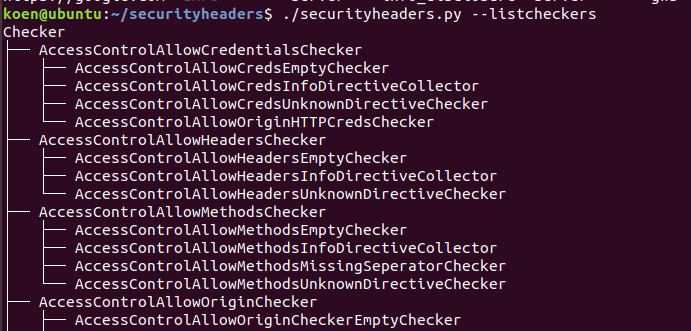 koen@ubuntu:~/securityheaders$ ./securityheaders.py --listcheckers
Checker
├── AccessControlAllowCredentialsChecker
│   ├── AccessControlAllowCredsEmptyChecker
│   ├── AccessControlAllowCredsInfoDirectiveCollector
│   ├── AccessControlAllowCredsUnknownDirectiveChecker
│   └── AccessControlAllowOriginHTTPCredsChecker
├── AccessControlAllowHeadersChecker
│   ├── AccessControlAllowHeadersEmptyChecker
│   ├── AccessControlAllowHeadersInfoDirectiveCollector
│   └── AccessControlAllowHeadersUnknownDirectiveChecker
├── AccessControlAllowMethodsChecker
│   ├── AccessControlAllowMethodsEmptyChecker
│   ├── AccessControlAllowMethodsInfoDirectiveCollector
│   ├── AccessControlAllowMethodsMissingSeperatorChecker
│   └── AccessControlAllowMethodsUnknownDirectiveChecker
├── AccessControlAllowOriginChecker
│   ├── AccessControlAllowOriginCheckerEmptyChecker